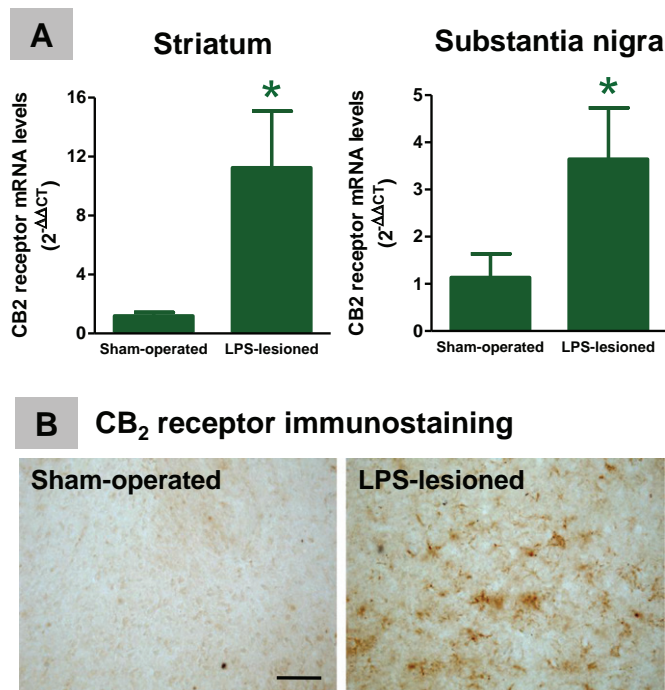 A
Striatum
CB2 receptor mRNA levels
(2-ΔΔCT)
16
12
8
4
0
*
Sham-operated
LPS-lesioned
Substantia nigra
CB2 receptor mRNA levels
(2-ΔΔCT)
5
4
3
2
1
0
*
Sham-operated
LPS-lesioned
B
CB2 receptor immunostaining
Sham-operated
LPS-lesioned